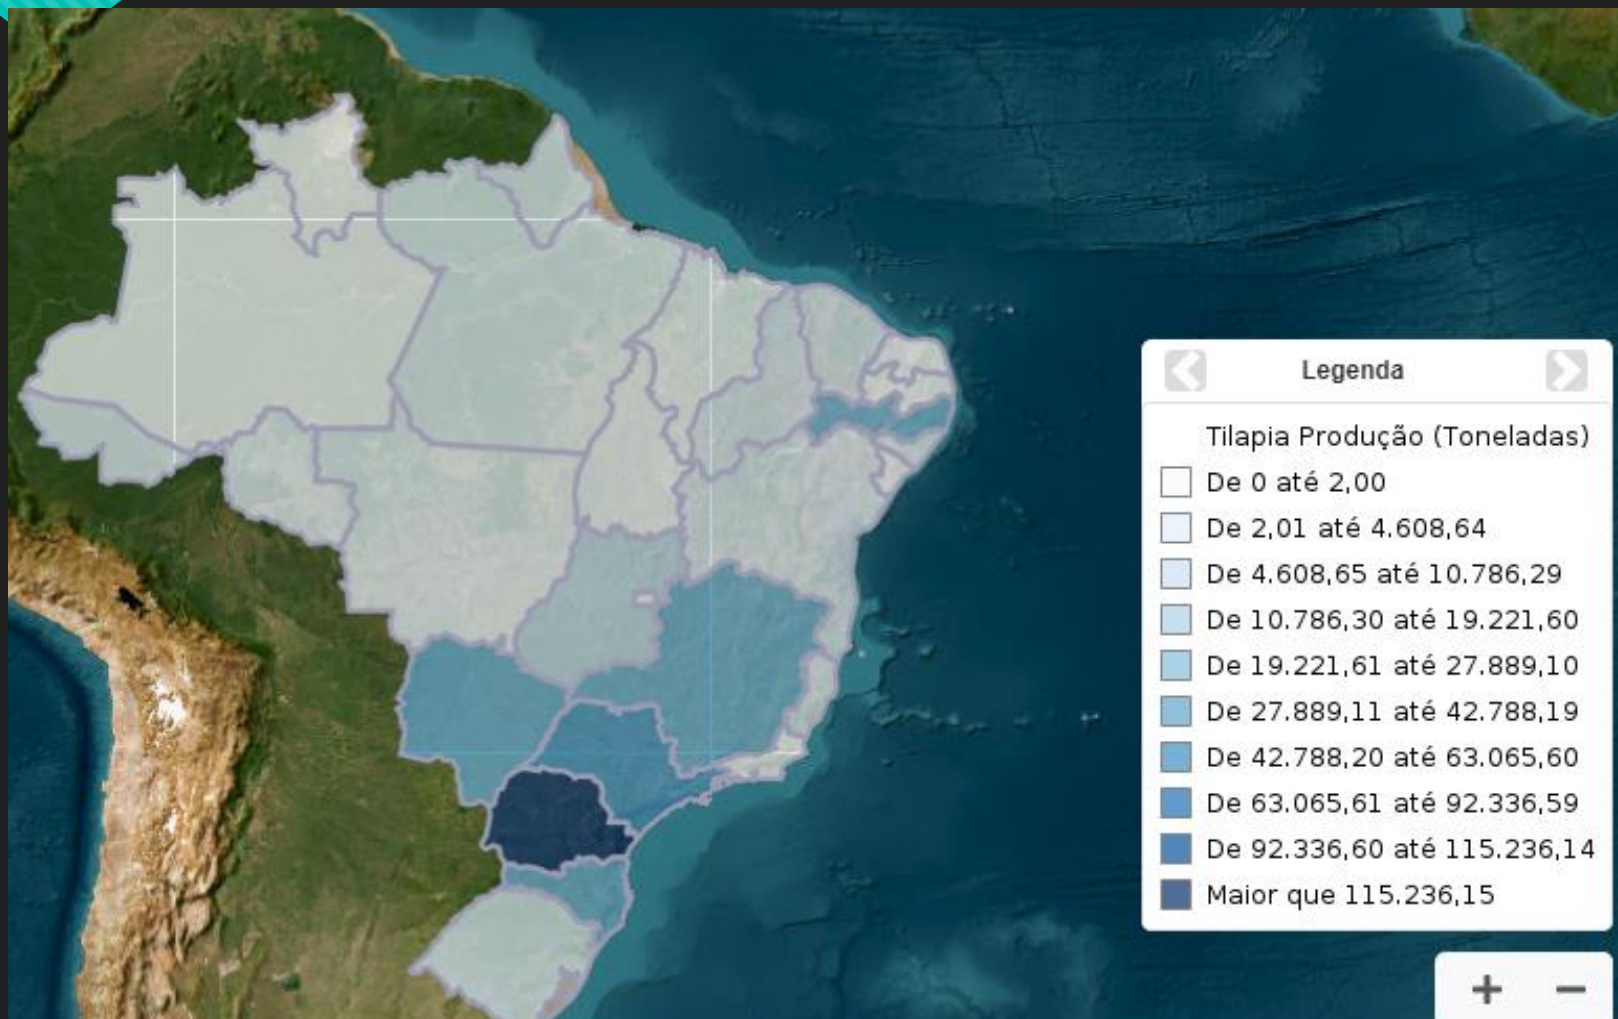 Legenda
Tilapia Produção (Toneladas)
De 0 até 2,00
De 2,01 até 4.608,64
De 4.608,65 até 10.786,29
De 10.786,30 até 19.221,60
De 19.221,61 até 27.889,10
De 27.889,11 até 42.788,19
De 42.788,20 até 63.065,60
De 63.065,61 até 92.336,59
De 92.336,60 até 115.236,14
Maior que 115.236,15
+ −